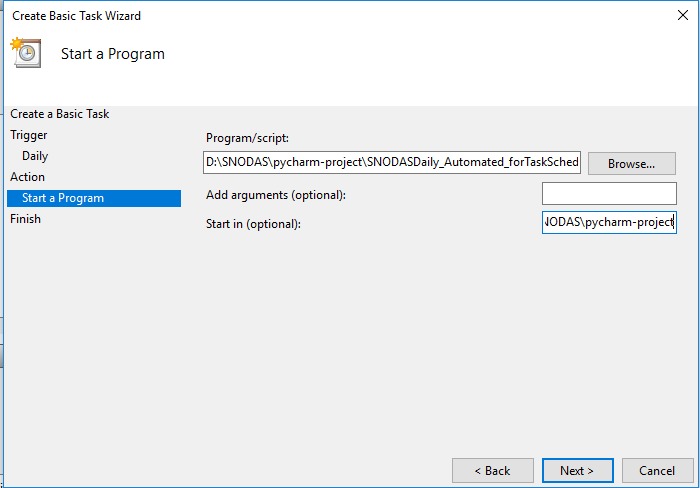 Create Basic Task Wizard
Start a Program
Create a Basic Task
Trigger
Daily
Action
Start a Program
Finish
Program/script:
D:\SNODAS\pycharm-project\SNODASDaily_Automated_forTaskSched
Browse...
Add arguments (optional):
Start in (optional):
NODAS\pycharm-project
< Back
Next >
Cancel